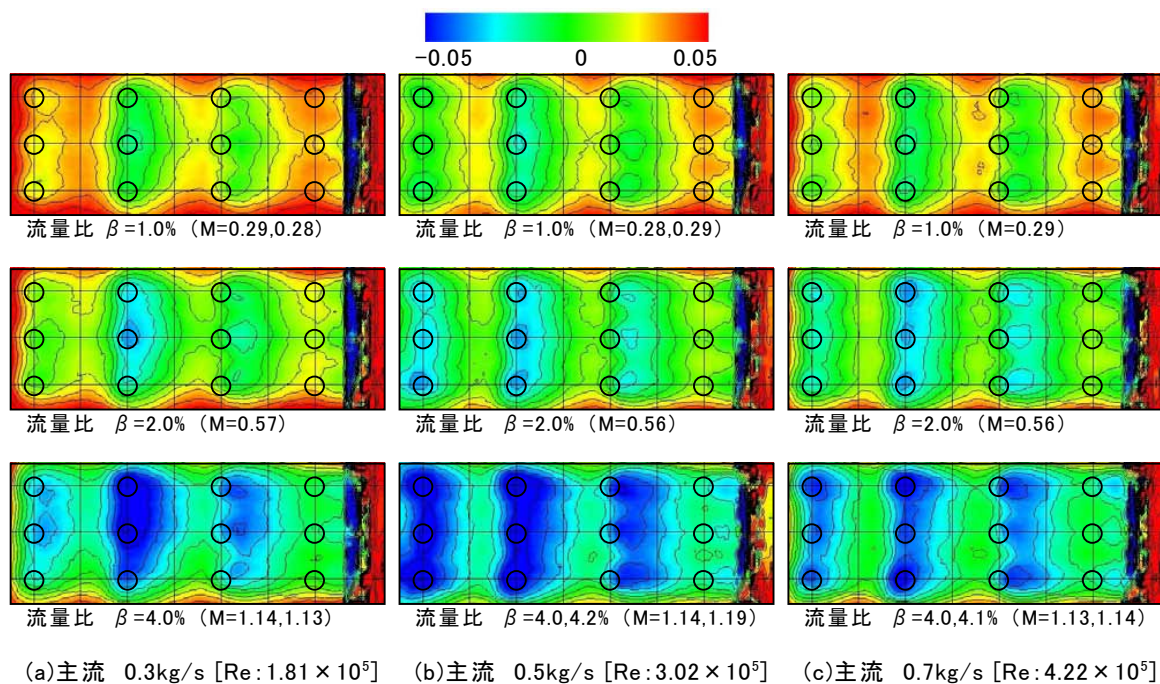 -0.05 0 0.05
流量比 β=1.0% (M=0.29,0.28) 流量比 β=1.0% (M=0.28,0.29) 流量比 β=1.0% (M=0.29)
流量比 β=2.0% (M=0.57) 流量比 β=2.0% (M=0.56) 流量比 β=2.0% (M=0.56)
流量比 β=4.0% (M=1.14,1.13) 流量比 β=4.0,4.2% (M=1.14,1.19) 流量比 β=4.0,4.1% (M=1.13,1.14)
(a)主流 0.3kg/s [Re:1.81×10⁵] (b)主流 0.5kg/s [Re:3.02×10⁵] (c)主流 0.7kg/s [Re:4.22×10⁵]